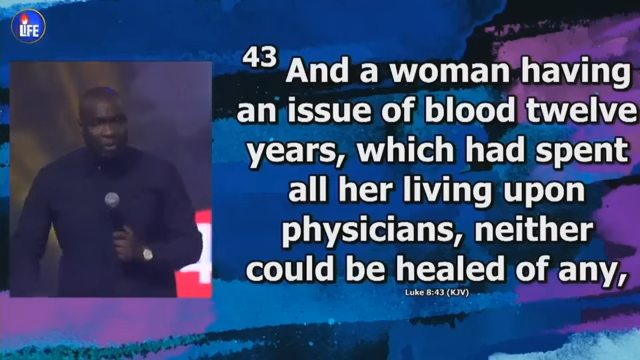 LIFE
43 And a woman having
an issue of blood twelve
years, which had spent
all her living upon
physicians, neither
could be healed of any,
Luke 8:43 (KJV)